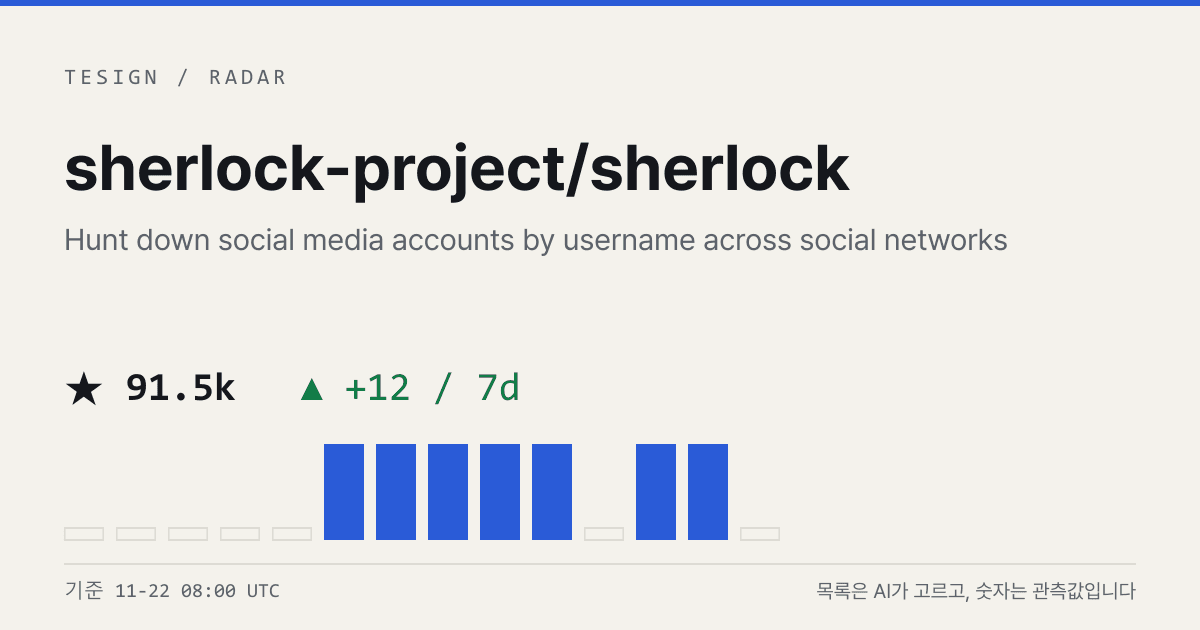 TESIGN / RADAR
sherlock-project/sherlock
Hunt down social media accounts by username across social networks
★ 91.5k ▲ +12 / 7d
기준 11-22 08:00 UTC
목록은 AI가 고르고, 숫자는 관측값입니다